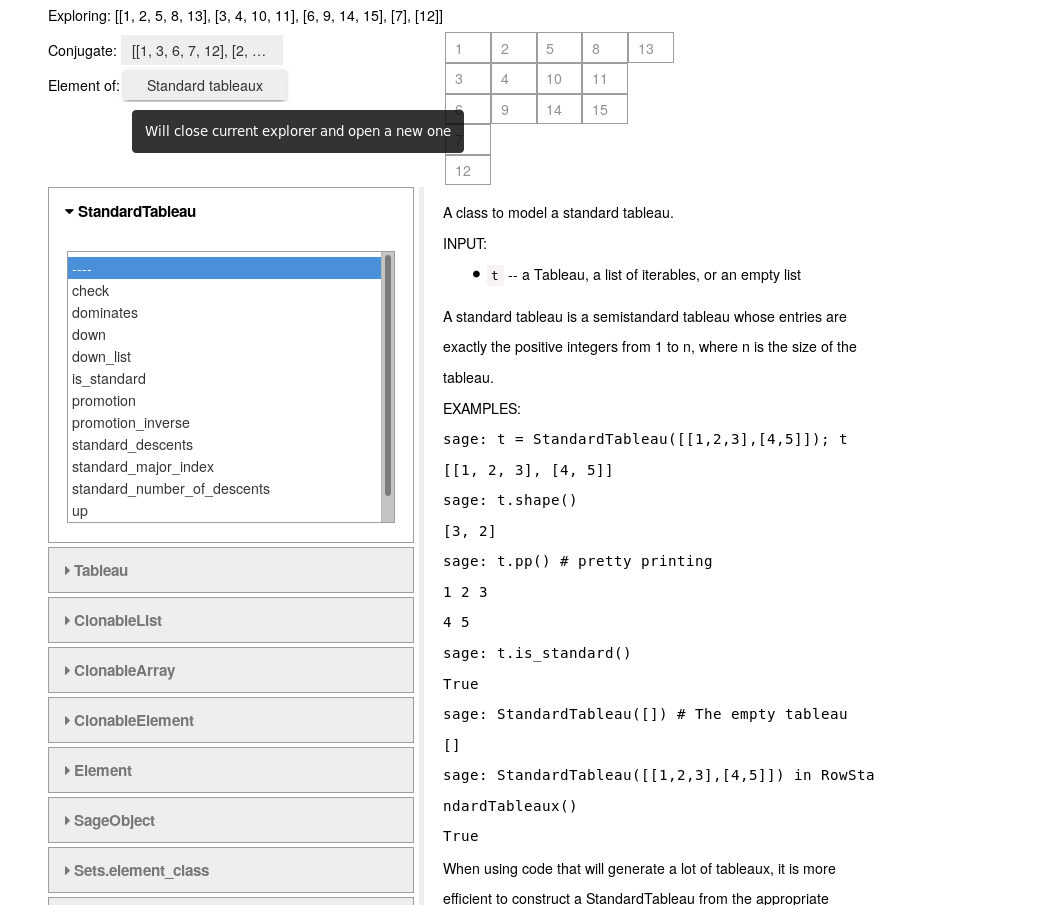 Exploring: [[1, 2, 5, 8, 13], [3, 4, 10, 11], [6, 9, 14, 15], [7], [12]]
Conjugate: [[1, 3, 6, 7, 12], [2, …
Element of: Standard tableaux
Will close current explorer and open a new one
1 2 5 8 13
3 4 10 11
6 9 14 15
7
12
StandardTableau
----
check
dominates
down
down_list
is_standard
promotion
promotion_inverse
standard_descents
standard_major_index
standard_number_of_descents
up
Tableau
ClonableList
ClonableArray
ClonableElement
Element
SageObject
Sets.element_class
A class to model a standard tableau.
INPUT:
• t -- a Tableau, a list of iterables, or an empty list
A standard tableau is a semistandard tableau whose entries are
exactly the positive integers from 1 to n, where n is the size of the
tableau.
EXAMPLES:
sage: t = StandardTableau([[1,2,3],[4,5]]); t
[[1, 2, 3], [4, 5]]
sage: t.shape()
[3, 2]
sage: t.pp() # pretty printing
1 2 3
4 5
sage: t.is_standard()
True
sage: StandardTableau([]) # The empty tableau
[]
sage: StandardTableau([[1,2,3],[4,5]]) in RowSta
ndardTableaux()
True
When using code that will generate a lot of tableaux, it is more
efficient to construct a StandardTableau from the appropriate